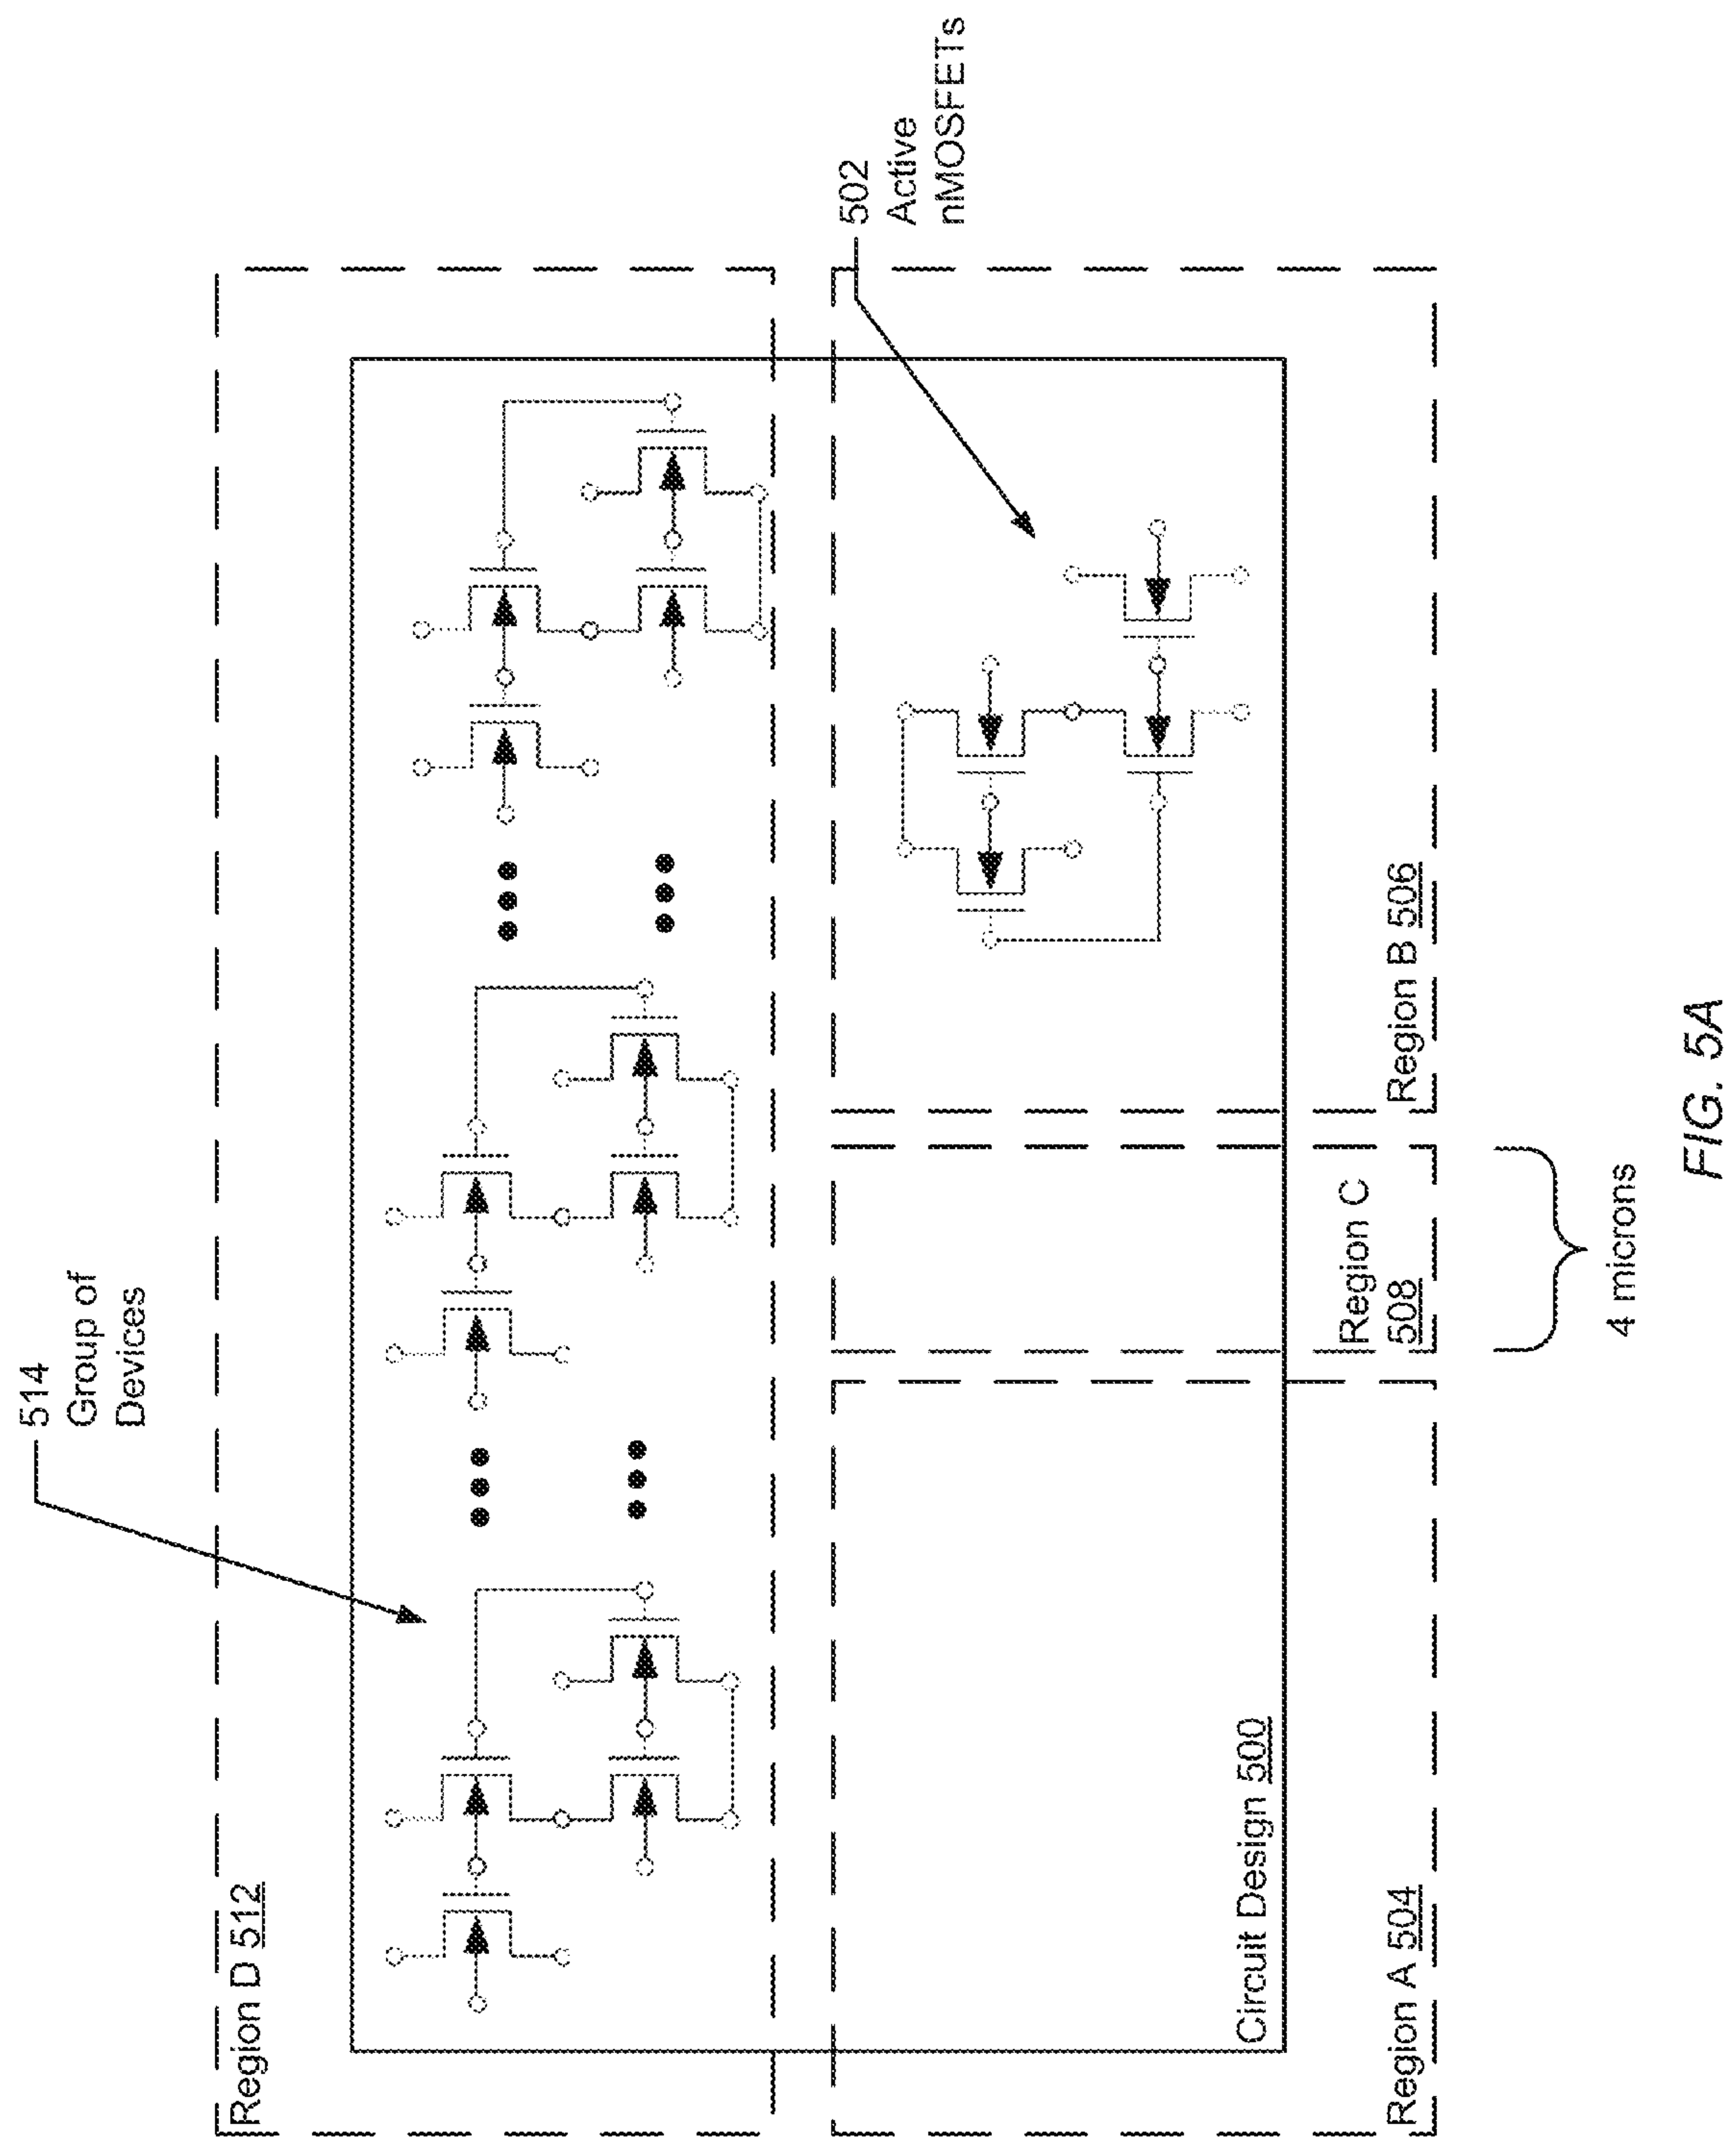 514
Group of
Devices
Region D 512
502
Active
nMOSFETs
Circuit Design 500
Region A 504
Region C
508
Region B 506
4 microns
FIG. 5A